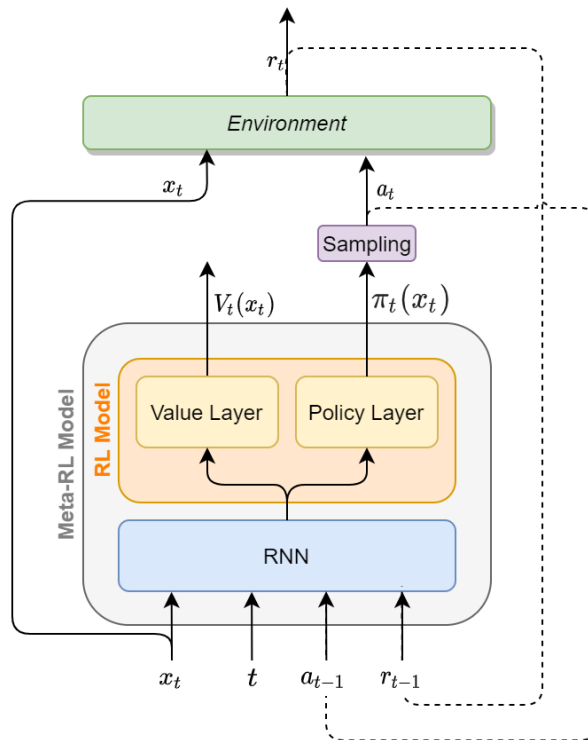 r_t
Environment
x_t
a_t
Sampling
V_t(x_t)
π_t(x_t)
Meta-RL Model
RL Model
Value Layer
Policy Layer
RNN
x_t t a_{t-1} r_{t-1}